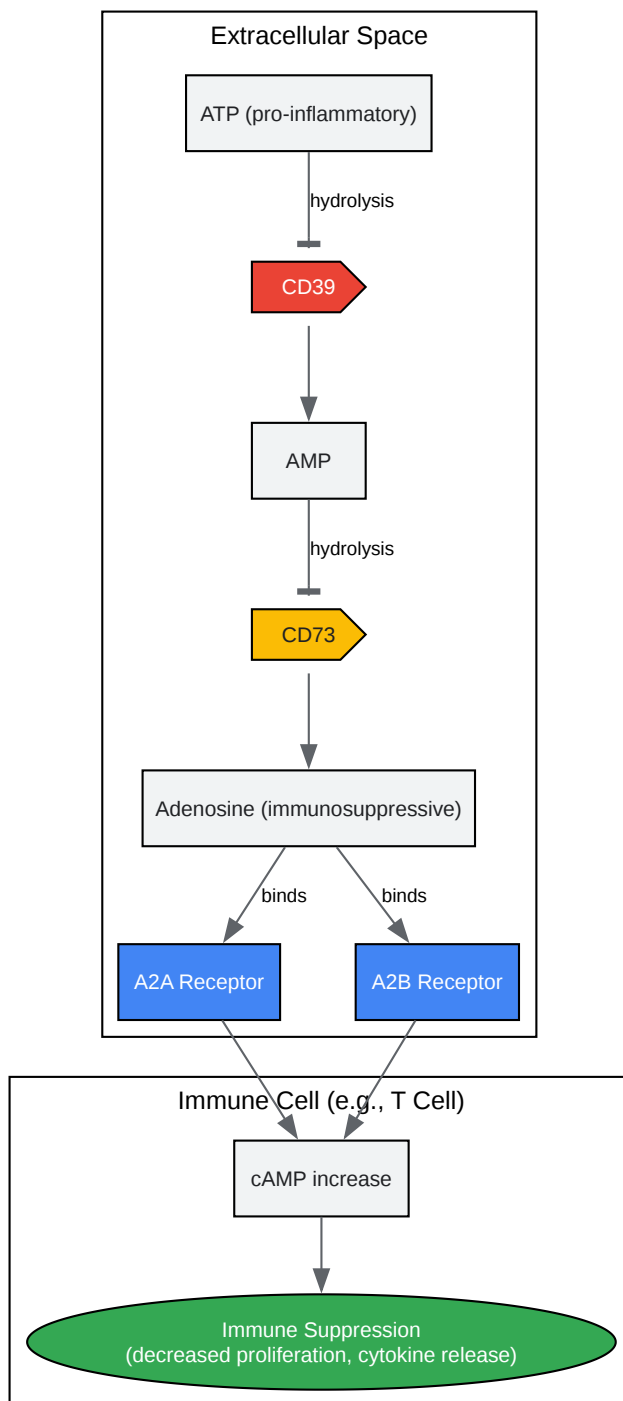 Extracellular Space
ATP (pro-inflammatory)
hydrolysis
CD39
AMP
hydrolysis
CD73
Adenosine (immunosuppressive)
binds
binds
A2A Receptor
A2B Receptor
Immune Cell (e.g., T Cell)
cAMP increase
Immune Suppression
(decreased proliferation, cytokine release)